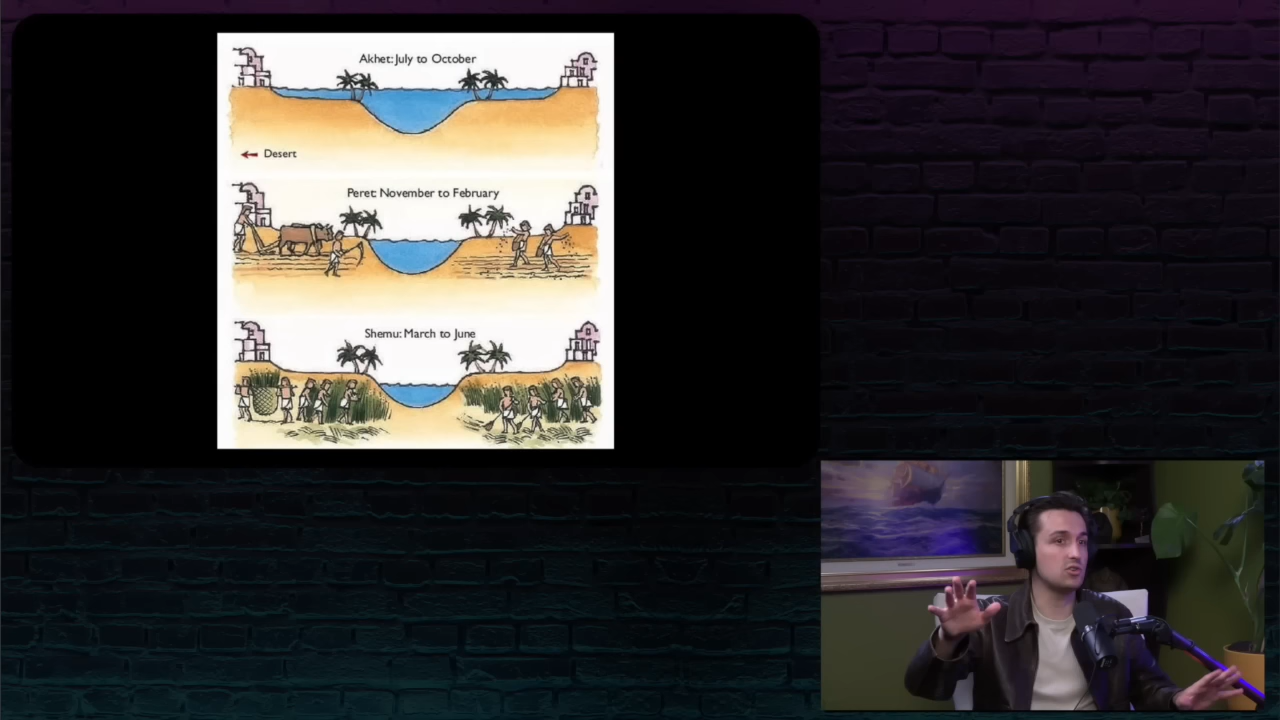 Akhet: July to October
Desert
Peret: November to February
Shemu: March to June